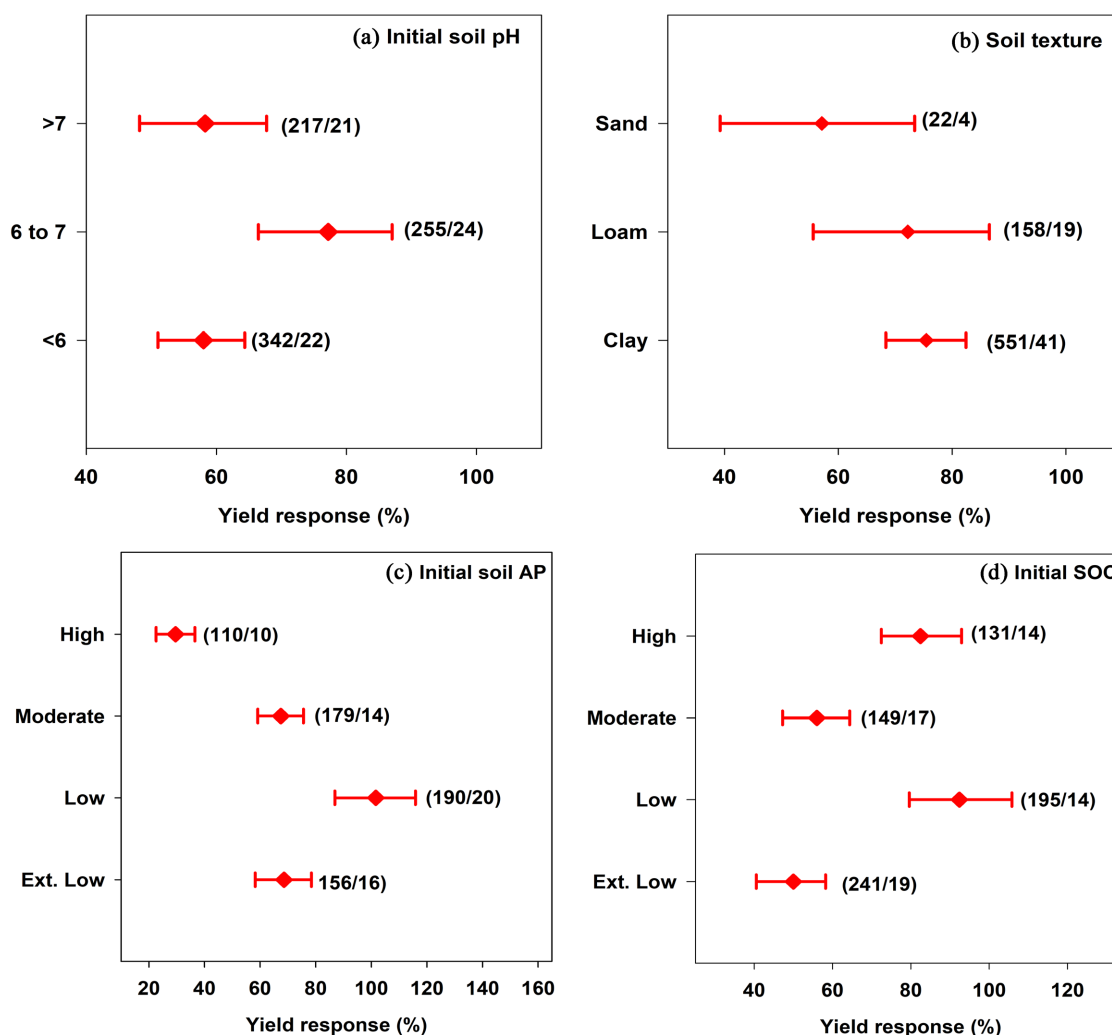 (a) Initial soil pH
>7
(217/21)
6 to 7
(255/24)
<6
(342/22)
40 60 80 100
Yield response (%)
(b) Soil texture
Sand
(22/4)
Loam
(158/19)
Clay
(551/41)
40 60 80 100
Yield response (%)
(c) Initial soil AP
High
(110/10)
Moderate
(179/14)
Low
(190/20)
Ext. Low
156/16)
20 40 60 80 100 120 140 160
Yield response (%)
(d) Initial SOC
High
(131/14)
Moderate
(149/17)
Low
(195/14)
Ext. Low
(241/19)
40 60 80 100 120
Yield response (%)